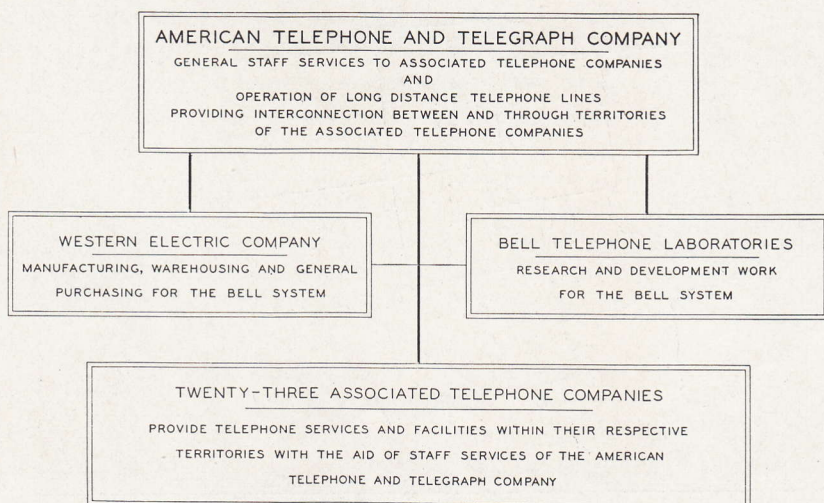 AMERICAN TELEPHONE AND TELEGRAPH COMPANY
GENERAL STAFF SERVICES TO ASSOCIATED TELEPHONE COMPANIES
AND
OPERATION OF LONG DISTANCE TELEPHONE LINES
PROVIDING INTERCONNECTION BETWEEN AND THROUGH TERRITORIES
OF THE ASSOCIATED TELEPHONE COMPANIES
WESTERN ELECTRIC COMPANY
MANUFACTURING, WAREHOUSING AND GENERAL
PURCHASING FOR THE BELL SYSTEM
BELL TELEPHONE LABORATORIES
RESEARCH AND DEVELOPMENT WORK
FOR THE BELL SYSTEM
TWENTY-THREE ASSOCIATED TELEPHONE COMPANIES
PROVIDE TELEPHONE SERVICES AND FACILITIES WITHIN THEIR RESPECTIVE
TERRITORIES WITH THE AID OF STAFF SERVICES OF THE AMERICAN
TELEPHONE AND TELEGRAPH COMPANY